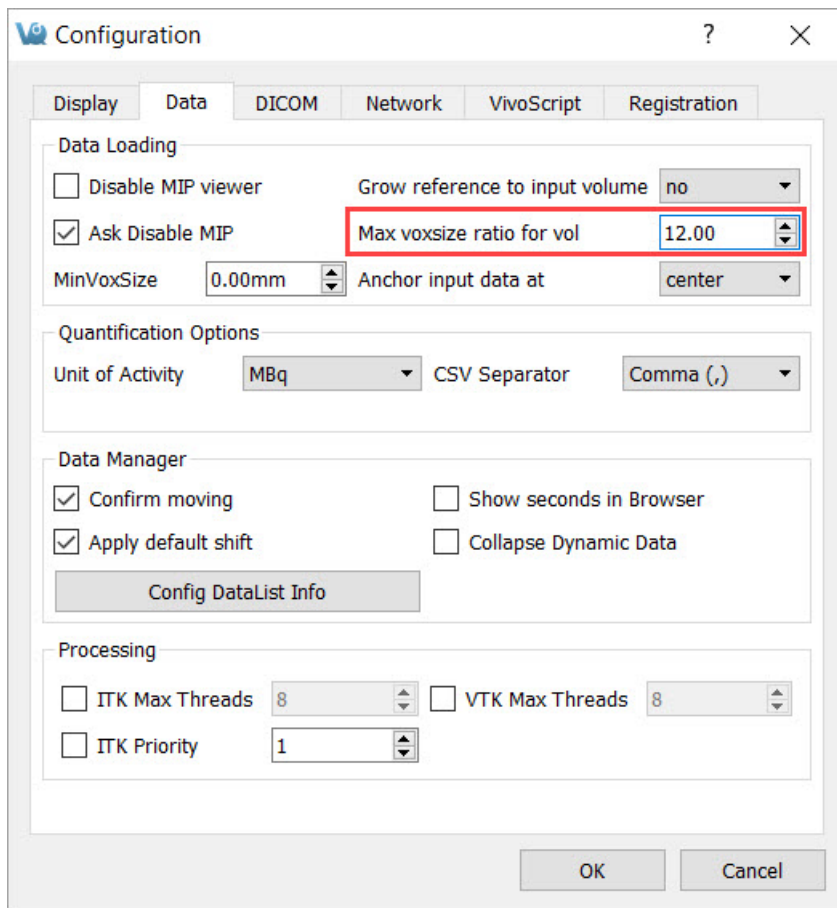 VQ Configuration ?
Display Data DICOM Network VivoScript Registration
Data Loading
Disable MIP viewer Grow reference to input volume no
Ask Disable MIP Max voxsize ratio for vol 12.00
MinVoxSize 0.00mm Anchor input data at center
Quantification Options
Unit of Activity MBq CSV Separator Comma (,)
Data Manager
Confirm moving Show seconds in Browser
Apply default shift Collapse Dynamic Data
Config DataList Info
Processing
ITK Max Threads 8 VTK Max Threads 8
ITK Priority 1
OK Cancel